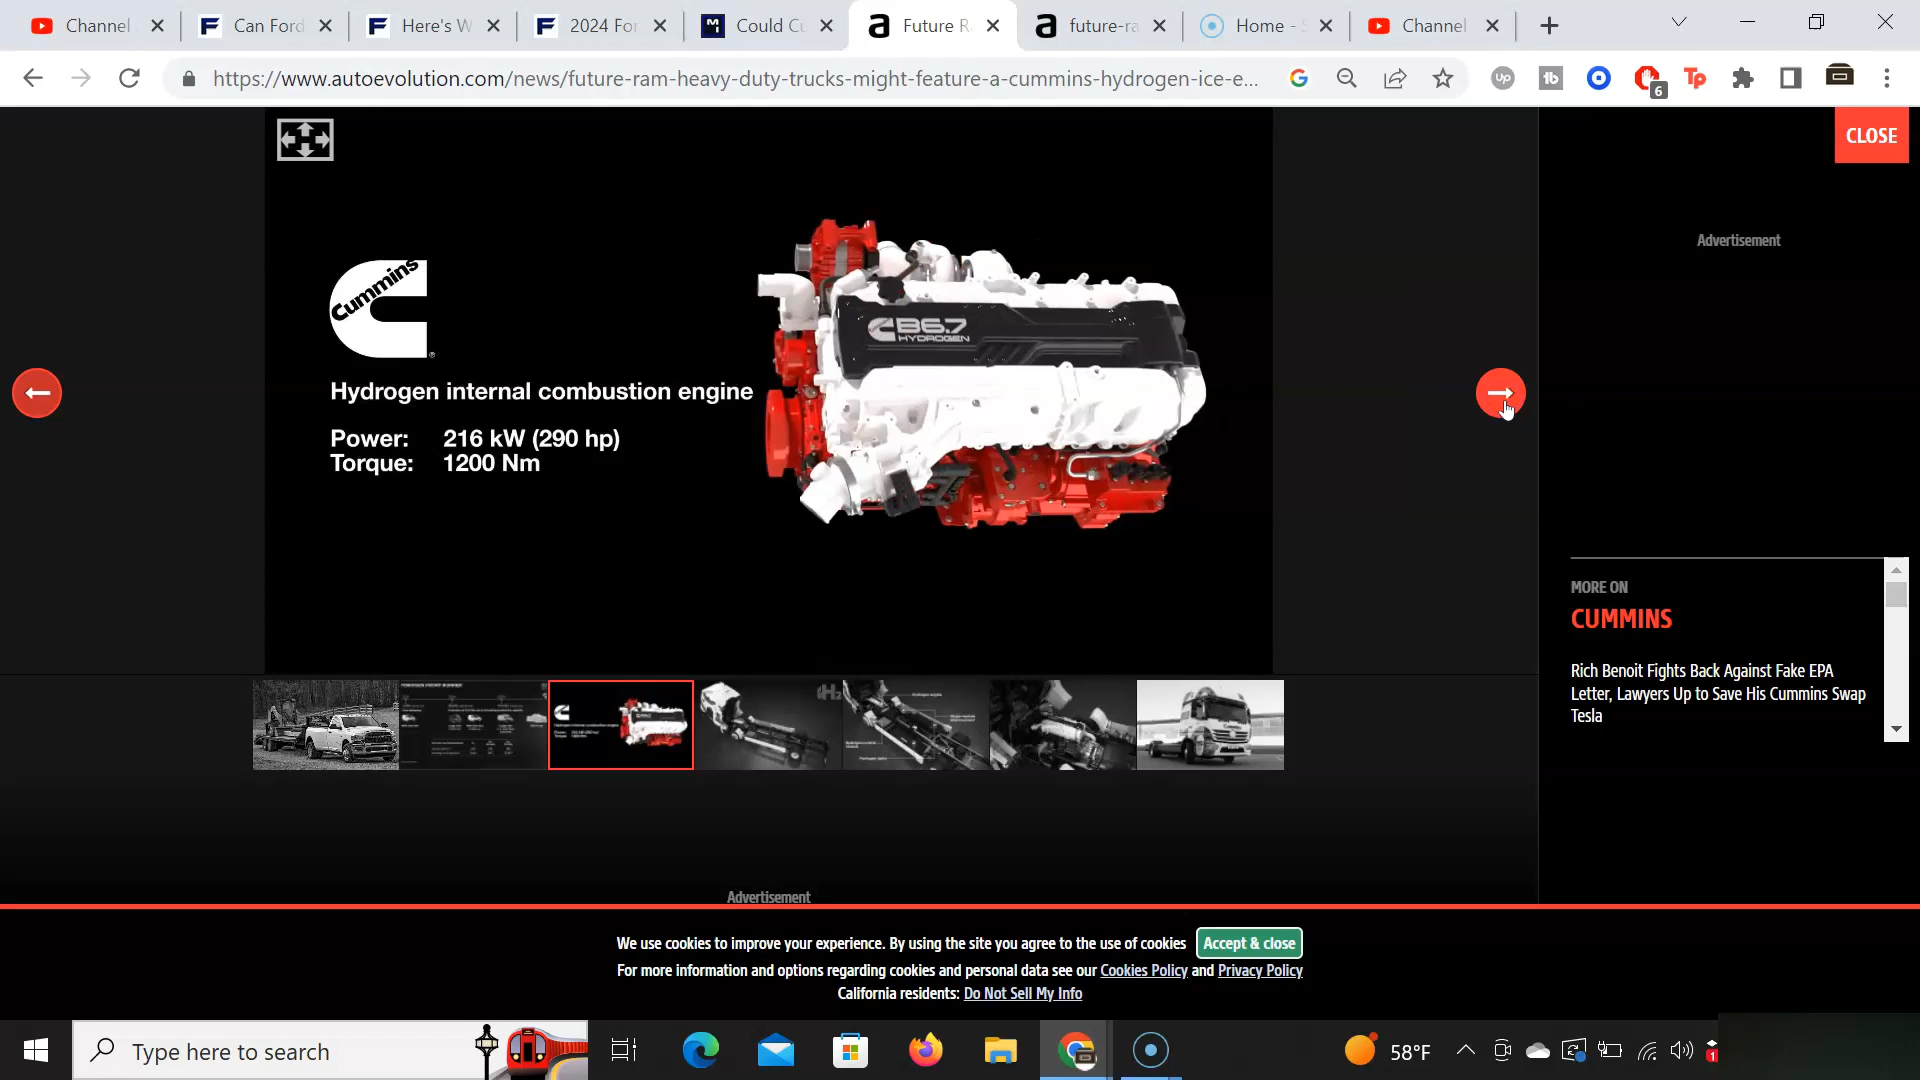 Channel
Can Ford
Here's W
2024 For
Could Cu
Future R
future-ra
Home - S
Channel
https://www.autoevolution.com/news/future-ram-heavy-duty-trucks-might-feature-a-cummins-hydrogen-ice-e...
6
CLOSE
Advertisement
Cummins
B6.7
HYDROGEN
Hydrogen internal combustion engine
Power: 216 kW (290 hp)
Torque: 1200 Nm
MORE ON
CUMMINS
Rich Benoit Fights Back Against Fake EPA
Letter, Lawyers Up to Save His Cummins Swap
Tesla
Advertisement
We use cookies to improve your experience. By using the site you agree to the use of cookies
Accept & close
For more information and options regarding cookies and personal data see our Cookies Policy and Privacy Policy
California residents: Do Not Sell My Info
Type here to search
58°F
1